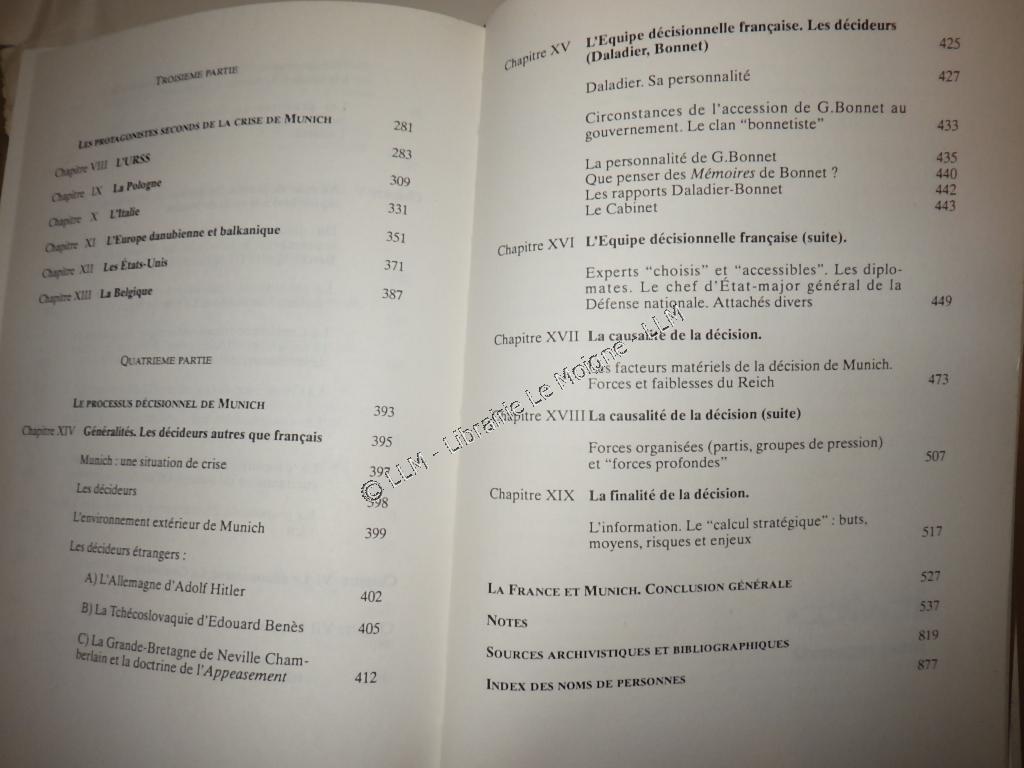 TROISIEME PARTIE
LES PROTAGONISTES SECONDS DE LA CRISE DE MUNICH 281
Chapitre VIII L'URSS 283
Chapitre IX La Pologne 309
Chapitre X L'Italie 331
Chapitre XI L'Europe danubienne et balkanique 351
Chapitre XII Les États-Unis 371
Chapitre XIII La Belgique 387
QUATRIEME PARTIE
LE PROCESSUS DÉCISIONNEL DE MUNICH 393
Chapitre XIV Généralités. Les décideurs autres que français 395
Munich : une situation de crise 397
Les décideurs 398
L'environnement extérieur de Munich 399
Les décideurs étrangers :
A) L'Allemagne d'Adolf Hitler 402
B) La Tchécoslovaquie d'Edouard Benès 405
C) La Grande-Bretagne de Neville Cham-
berlain et la doctrine de l'Appeasement 412
Chapitre XV L'Equipe décisionnelle française. Les décideurs
(Daladier, Bonnet) 425
Daladier. Sa personnalité 427
Circonstances de l'accession de G.Bonnet au
gouvernement. Le clan "bonnetiste" 433
La personnalité de G.Bonnet 435
Que penser des Mémoires de Bonnet ? 440
Les rapports Daladier-Bonnet 442
Le Cabinet 443
Chapitre XVI L'Equipe décisionnelle française (suite).
Experts "choisis" et "accessibles". Les diplo-
mates. Le chef d'État-major général de la
Défense nationale. Attachés divers 449
Chapitre XVII La causalité de la décision.
Les facteurs matériels de la décision de Munich.
Forces et faiblesses du Reich 473
Chapitre XVIII La causalité de la décision (suite)
Forces organisées (partis, groupes de pression)
et "forces profondes" 507
Chapitre XIX La finalité de la décision.
L'information. Le "calcul stratégique" : buts,
moyens, risques et enjeux 517
LA FRANCE ET MUNICH. CONCLUSION GÉNÉRALE 527
NOTES 537
SOURCES ARCHIVISTIQUES ET BIBLIOGRAPHIQUES 819
INDEX DES NOMS DE PERSONNES 877
© LLM - Librairie Le Moigne - LLM